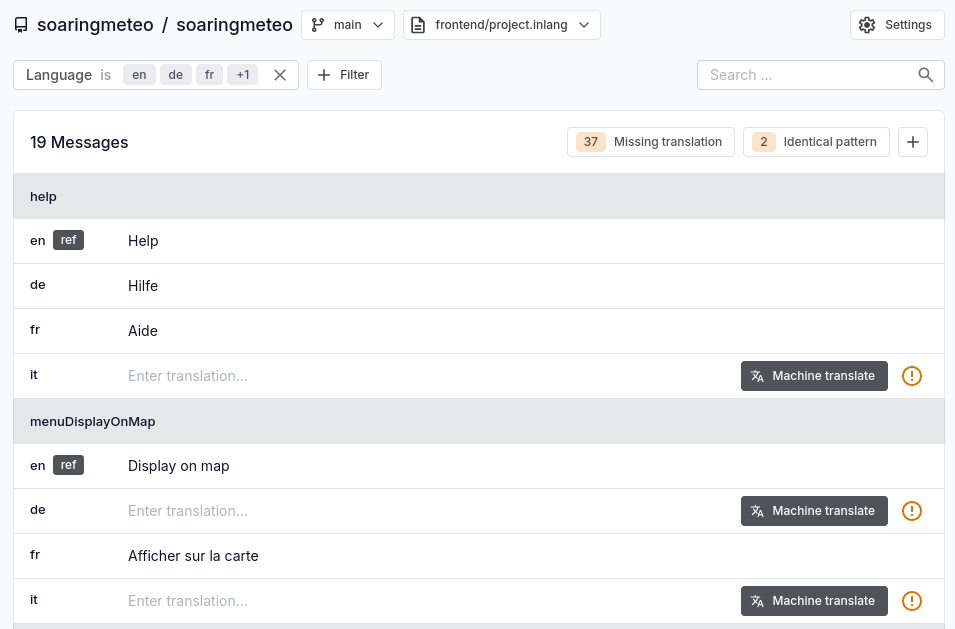 soaringmeteo / soaringmeteo main frontend/project.inlang Settings
Language is en de fr +1 Filter Search ...
19 Messages 37 Missing translation 2 Identical pattern
help
en ref Help
de Hilfe
fr Aide
it Enter translation... Machine translate
menuDisplayOnMap
en ref Display on map
de Enter translation... Machine translate
fr Afficher sur la carte
it Enter translation... Machine translate